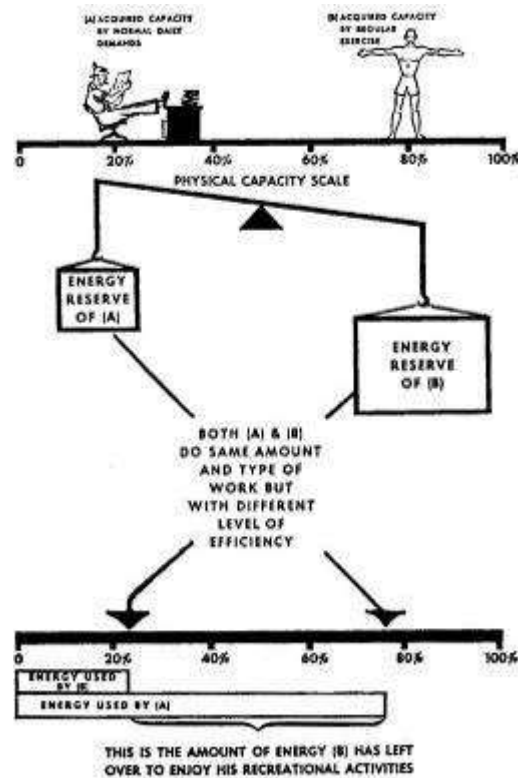 (A) ACQUIRED CAPACITY
BY NORMAL DAILY
DEMANDS
(B) ACQUIRED CAPACITY
BY REGULAR
EXERCISE
0 20% 40% 60% 80% 100%
PHYSICAL CAPACITY SCALE
ENERGY
RESERVE
OF (A)
ENERGY
RESERVE
OF (B)
BOTH (A) & (B)
DO SAME AMOUNT
AND TYPE OF
WORK BUT
WITH DIFFERENT
LEVEL OF
EFFICIENCY
0 20% 40% 60% 80% 100%
ENERGY USED
BY (B)
ENERGY USED BY (A)
THIS IS THE AMOUNT OF ENERGY (B) HAS LEFT
OVER TO ENJOY HIS RECREATIONAL ACTIVITIES